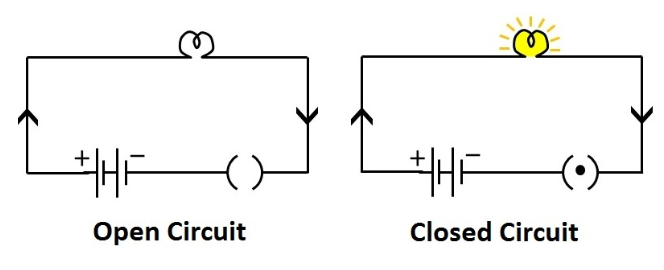 + − + −
Open Circuit Closed Circuit